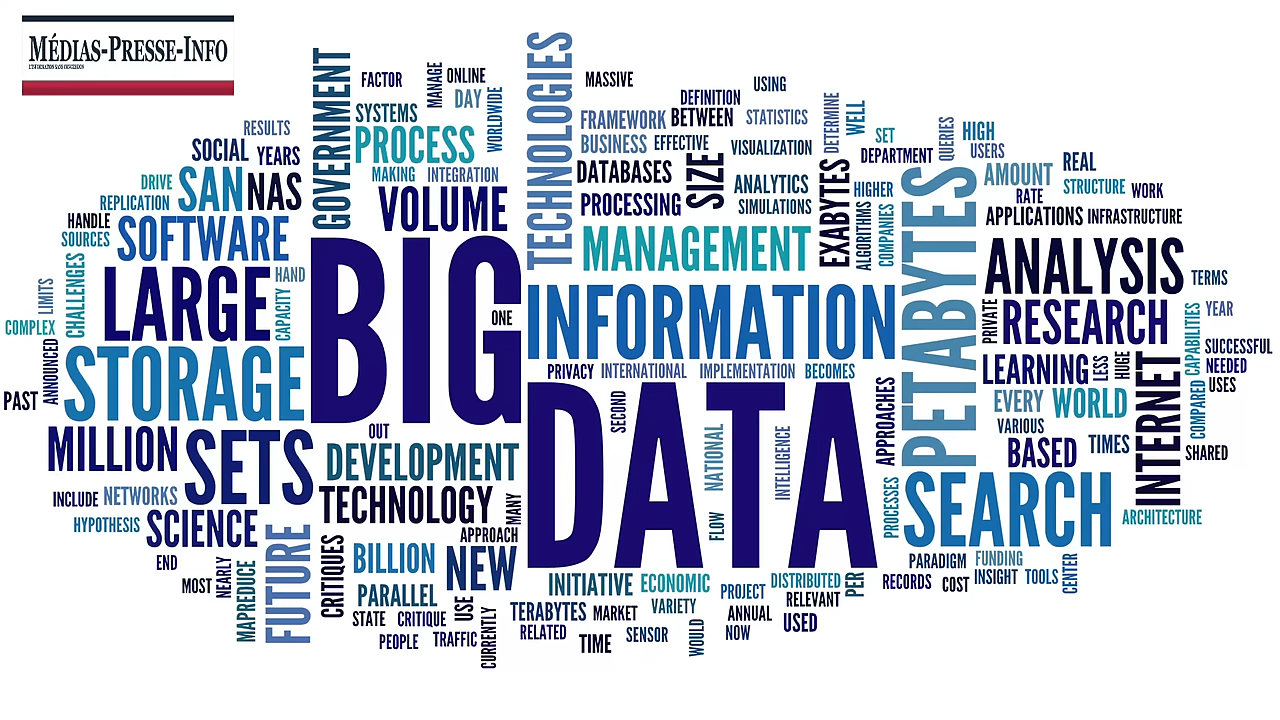 MÉDIAS-PRESSE-INFO
GOVERNMENT
FACTOR
MANAGE
ONLINE
DAY
WORLDWIDE
SYSTEMS
PROCESS
MAKING
INTEGRATION
VOLUME
TECHNOLOGIES
MASSIVE
USING
DEFINITION
FRAMEWORK
BETWEEN
STATISTICS
DETERMINE
WELL
BUSINESS
EFFECTIVE
VISUALIZATION
DATABASES
SIZE
ANALYTICS
PROCESSING
SIMULATIONS
EXABYTES
MANAGEMENT
SET
QUERIES
HIGH
USERS
DEPARTMENT
HIGHER
ALGORITHMS
COMPANIES
PETABYTES
AMOUNT
REAL
RATE
STRUCTURE
WORK
APPLICATIONS
INFRASTRUCTURE
ANALYSIS
TERMS
RESULTS
SOCIAL
YEARS
DRIVE
SAN
NAS
REPLICATION
HANDLE
SOURCES
SOFTWARE
CHALLENGES
LARGE
HAND
CAPACITY
LIMITS
COMPLEX
ANNOUNCED
STORAGE
PAST
BIG
ONE
INFORMATION
PRIVACY
INTERNATIONAL
IMPLEMENTATION
BECOMES
DATA
SECOND
NATIONAL
FLOW
INTELLIGENCE
APPROACHES
PROCESSES
PRIVATE
RESEARCH
CAPABILITIES
YEAR
LEARNING
LESS
HUGE
SUCCESSFUL
NEEDED
USES
EVERY
WORLD
INTERNET
COMPARED
VARIOUS
BASED
TIMES
SHARED
SEARCH
ARCHITECTURE
MILLION
SETS
OUT
DEVELOPMENT
INCLUDE
NETWORKS
TECHNOLOGY
MANY
HYPOTHESIS
SCIENCE
APPROACH
END
MOST
NEARLY
MAPREDUCE
FUTURE
CRITIQUES
BILLION
NEW
PARALLEL
STATE
CRITIQUE
USE
PEOPLE
TRAFFIC
CURRENTLY
INITIATIVE
ECONOMIC
PROJECT
DISTRIBUTED
PER
TERABYTES
MARKET
VARIETY
RELEVANT
ANNUAL
RELATED
TIME
SENSOR
WOULD
NOW
USED
PARADIGM
FUNDING
RECORDS
COST
INSIGHT
TOOLS
CENTER